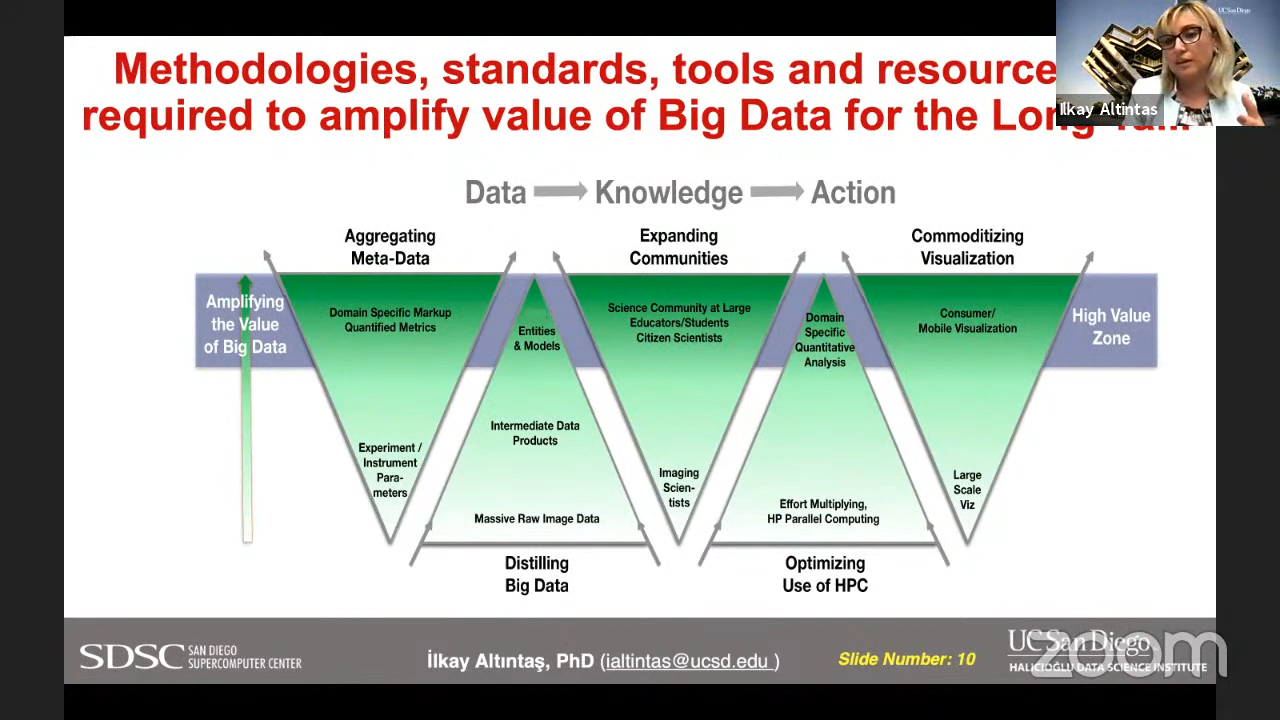 Methodologies, standards, tools and resource
required to amplify value of Big Data for the Long
UC San Diego
Ilkay Altintas
Data Knowledge Action
Aggregating
Meta-Data
Expanding
Communities
Commoditizing
Visualization
Amplifying
the Value
of Big Data
Domain Specific Markup
Quantified Metrics
Experiment /
Instrument
Para-
meters
Entities
& Models
Intermediate Data
Products
Massive Raw Image Data
Science Community at Large
Educators/Students
Citizen Scientists
Imaging
Scien-
tists
Domain
Specific
Quantitative
Analysis
Effort Multiplying,
HP Parallel Computing
Consumer/
Mobile Visualization
Large
Scale
Viz
High Value
Zone
Distilling
Big Data
Optimizing
Use of HPC
SDSC SAN DIEGO
SUPERCOMPUTER CENTER
İlkay Altıntaş, PhD (ialtintas@ucsd.edu )
Slide Number: 10
UC San Diego
HALICIOĞLU DATA SCIENCE INSTITUTE
zoom